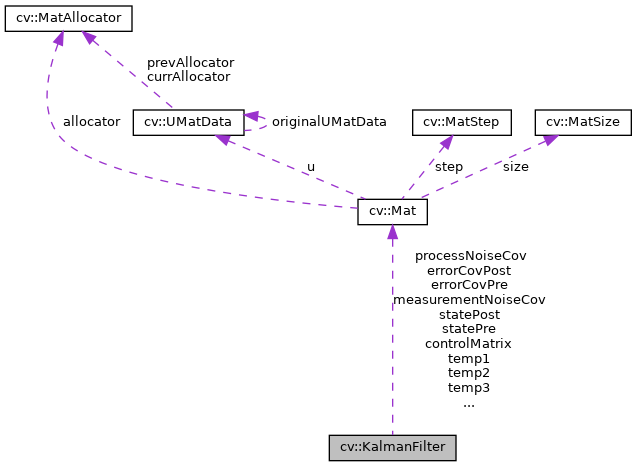 cv::MatAllocator
prevAllocator
currAllocator
allocator
cv::UMatData
originalUMatData
cv::MatStep
cv::MatSize
u
step
size
cv::Mat
processNoiseCov
errorCovPost
errorCovPre
measurementNoiseCov
statePost
statePre
controlMatrix
temp1
temp2
temp3
...
cv::KalmanFilter